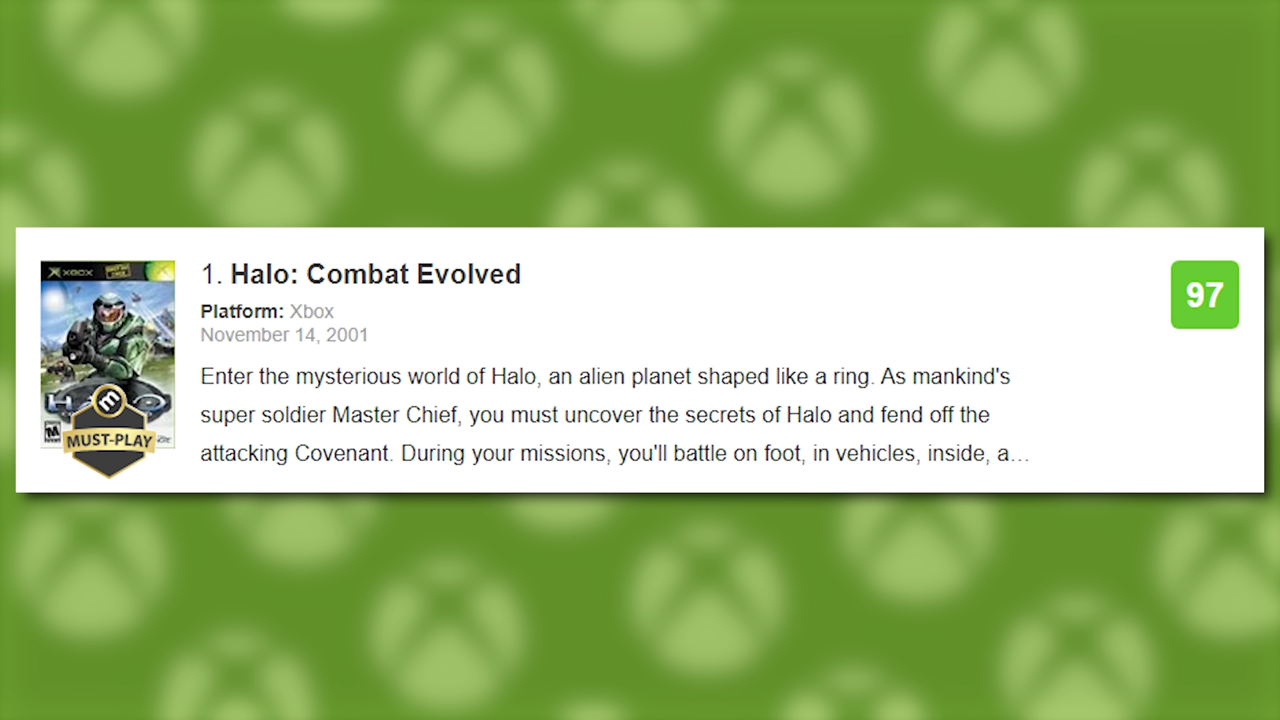 1. Halo: Combat Evolved
97
Platform: Xbox
November 14, 2001
Enter the mysterious world of Halo, an alien planet shaped like a ring. As mankind's
super soldier Master Chief, you must uncover the secrets of Halo and fend off the
attacking Covenant. During your missions, you'll battle on foot, in vehicles, inside, a...
XBOX
HALO
m
MUST-PLAY
M